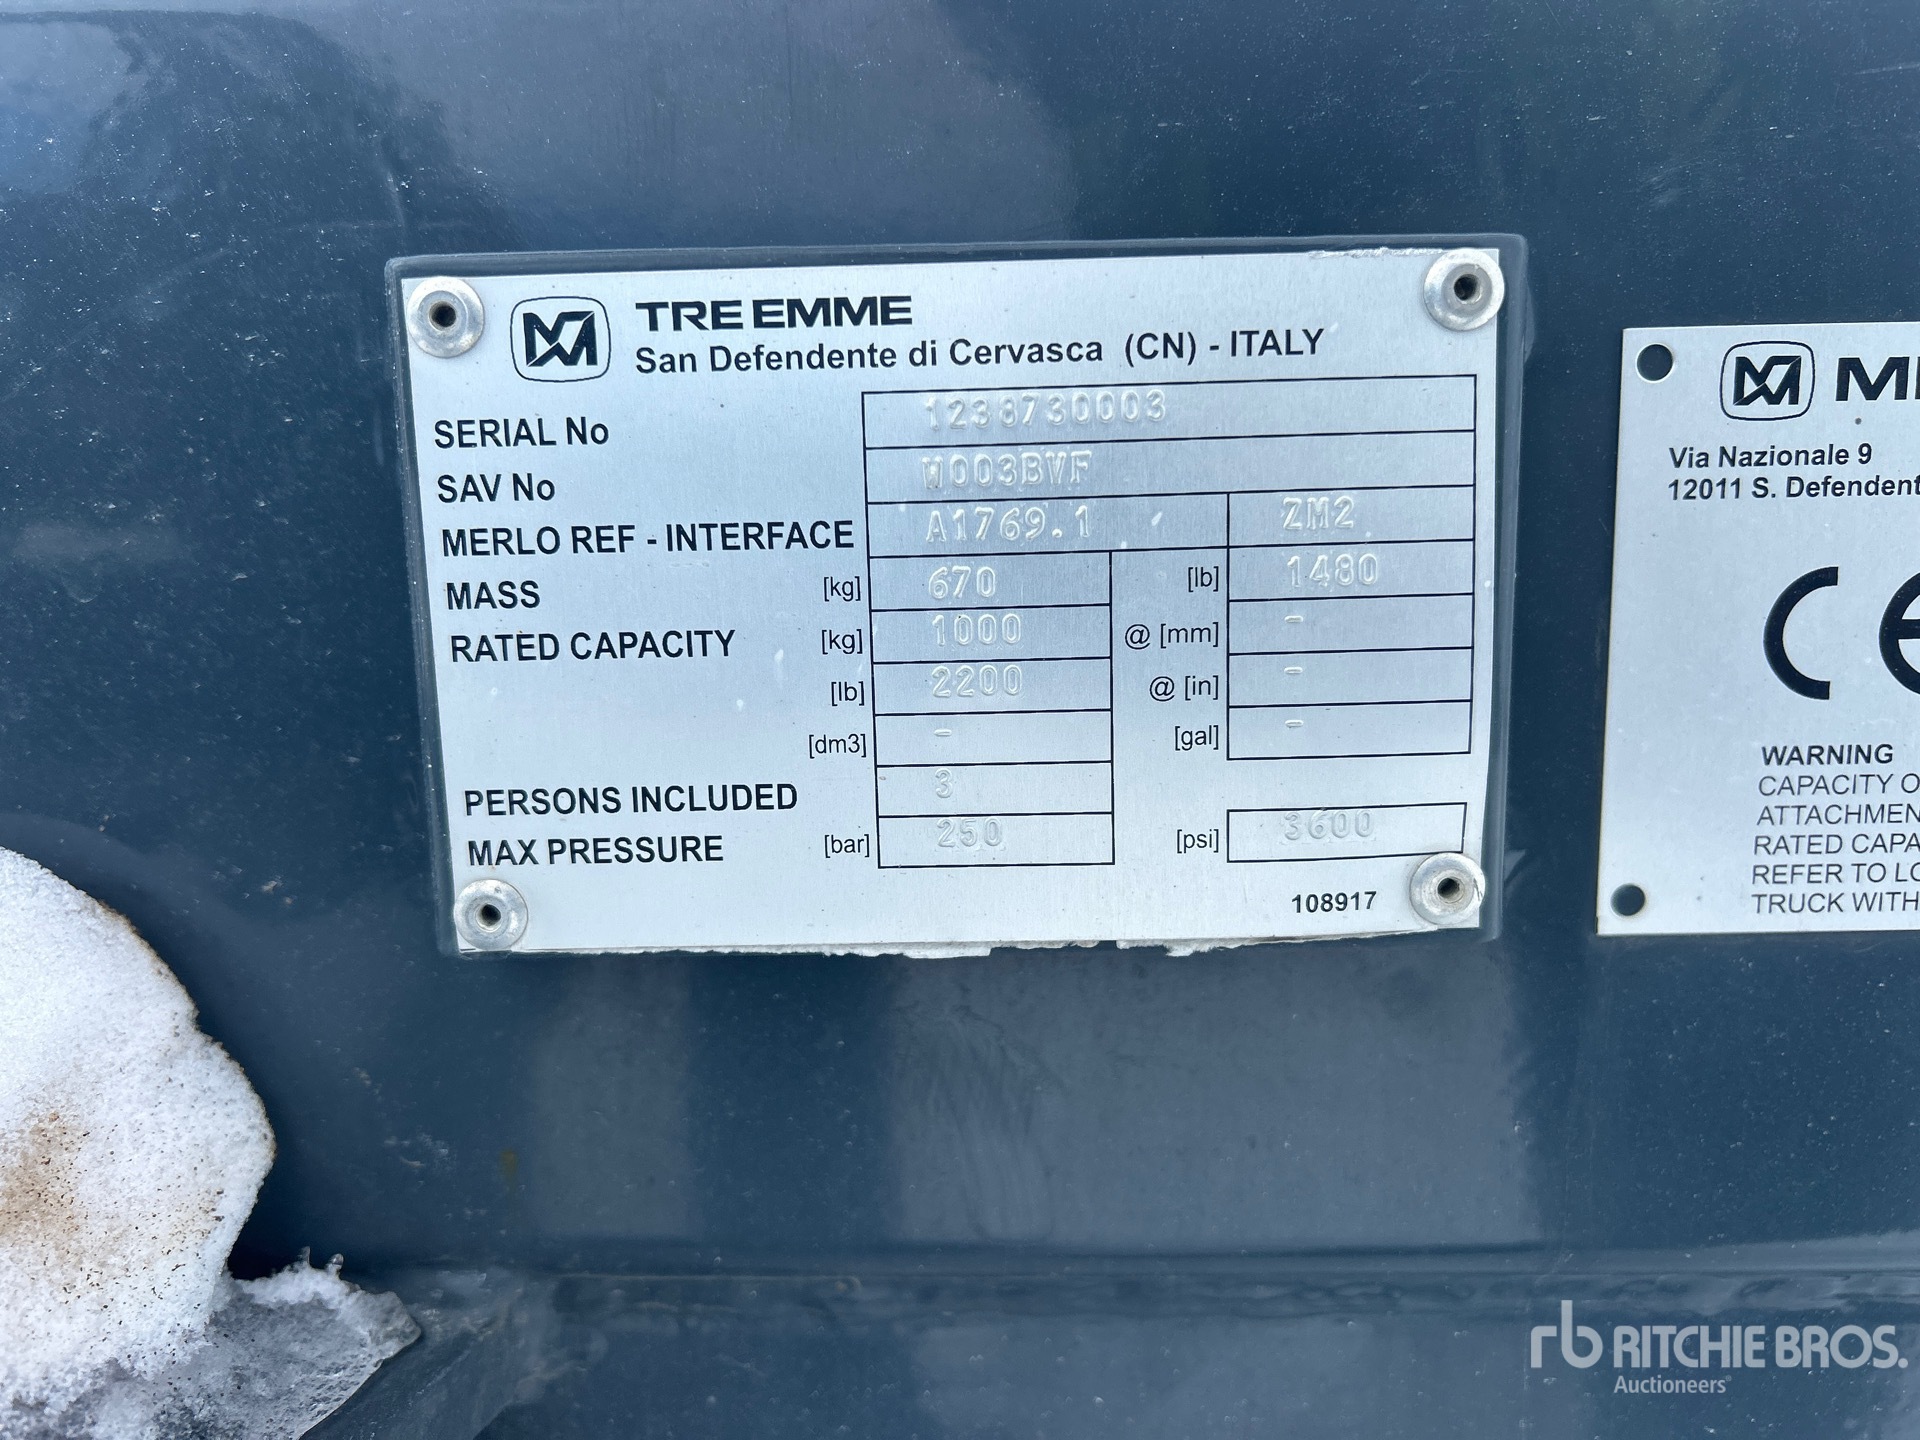 TRE EMME
San Defendente di Cervasca (CN) - ITALY
SERIAL No 1238730003
SAV No W003BVF
MERLO REF - INTERFACE A1769.1 ZM2
MASS [kg] 670 [lb] 1480
RATED CAPACITY [kg] 1000 @ [mm] -
[lb] 2200 @ [in] -
[dm3] - [gal] -
PERSONS INCLUDED 3
MAX PRESSURE [bar] 250 [psi] 3600
108917
Via Nazionale 9
12011 S. Defendent
CE
WARNING
CAPACITY O
ATTACHMEN
RATED CAPA
REFER TO LO
TRUCK WITH
rb RITCHIE BROS.
Auctioneers